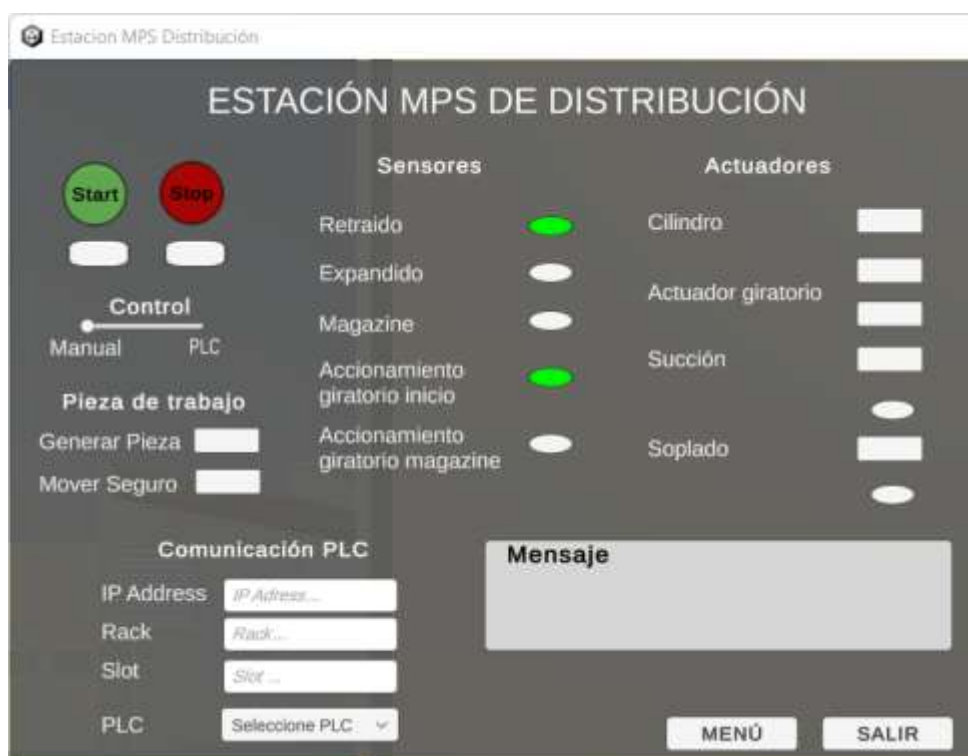 Estacion MPS Distribución
ESTACIÓN MPS DE DISTRIBUCIÓN
Start
Stop
Control
Manual PLC
Pieza de trabajo
Generar Pieza
Mover Seguro
Sensores
Retraido
Expandido
Magazine
Accionamiento
giratorio inicio
Accionamiento
giratorio magazine
Actuadores
Cilindro
Actuador giratorio
Succión
Soplado
Comunicación PLC
IP Address IP Adress...
Rack Rack...
Slot Slot ...
PLC Seleccione PLC
Mensaje
MENÚ SALIR